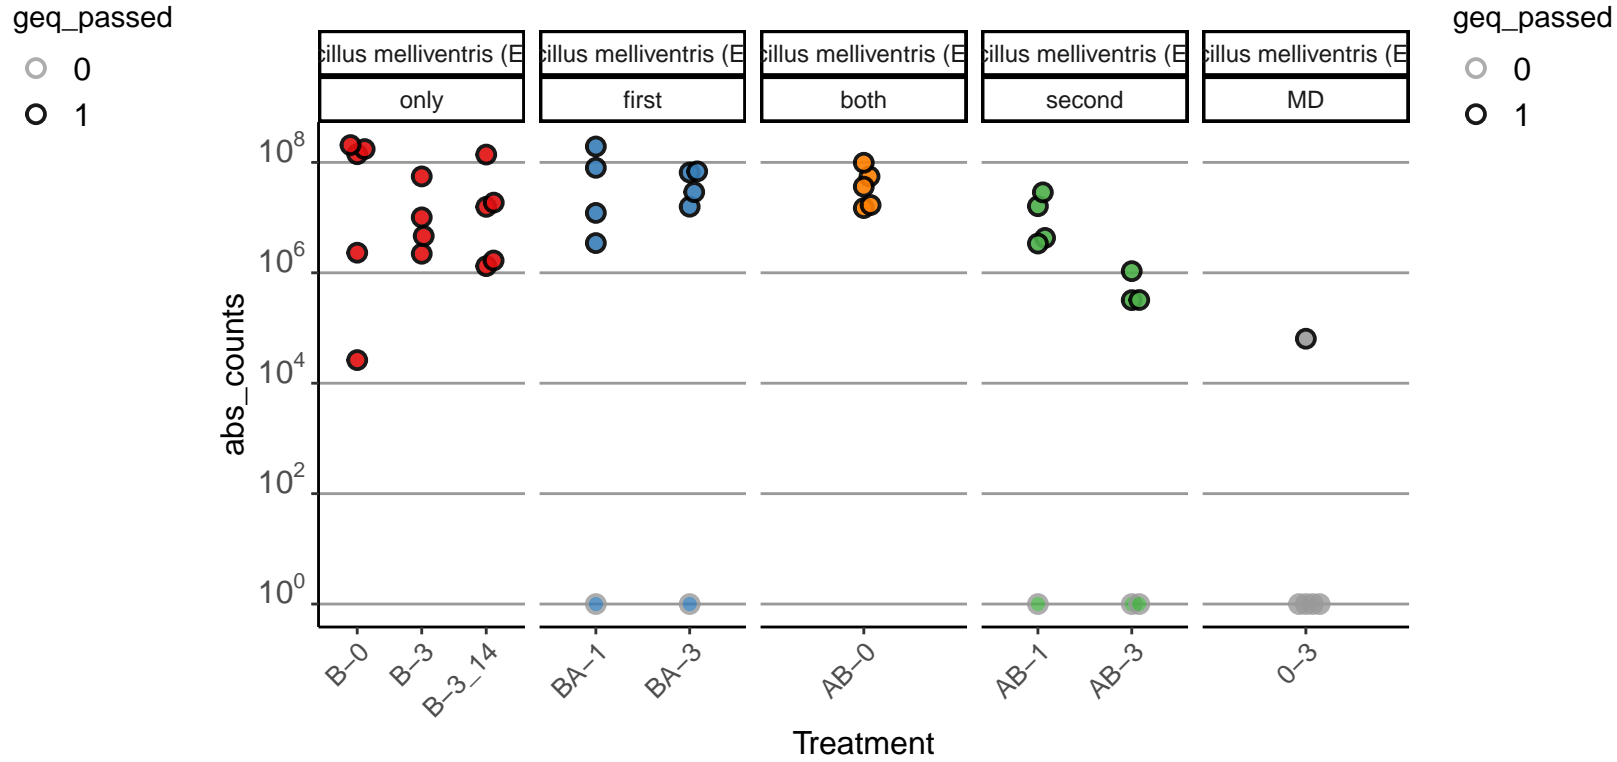 geq_passed
0
1
geq_passed
0
1
cillus melliventris (E
cillus melliventris (E
cillus melliventris (E
cillus melliventris (E
cillus melliventris (E
only
first
both
second
MD
10^8
10^6
10^4
10^2
10^0
abs_counts
B−0
B−3
B−3_14
BA−1
BA−3
AB−0
AB−1
AB−3
0−3
Treatment